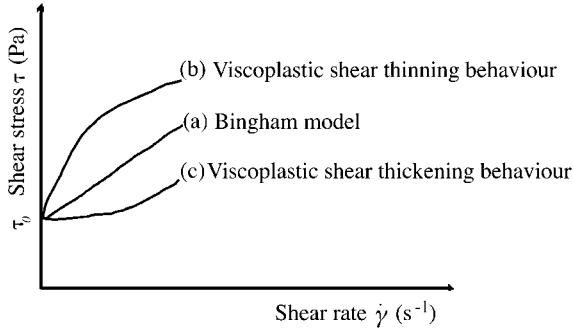 (b) Viscoplastic shear thinning behaviour
(a) Bingham model
(c) Viscoplastic shear thickening behaviour
τ₀ Shear stress τ (Pa)
Shear rate γ̇ (s⁻¹)